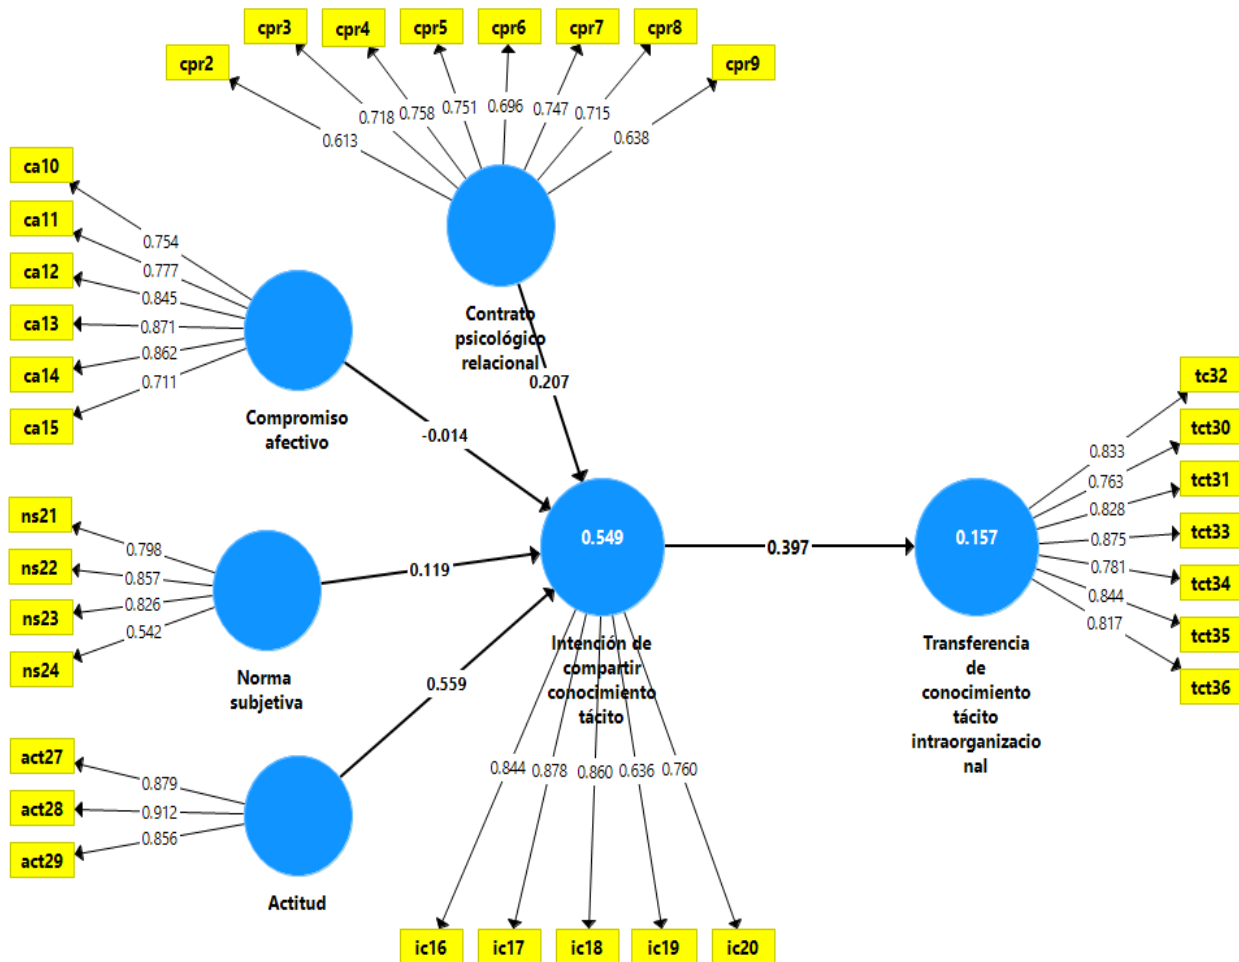 cpr2
cpr3
cpr4
cpr5
cpr6
cpr7
cpr8
cpr9
0.613
0.718
0.758
0.751
0.696
0.747
0.715
0.638
Contrato
psicológico
relacional
0.207
ca10
ca11
ca12
ca13
ca14
ca15
0.754
0.777
0.845
0.871
0.862
0.711
Compromiso
afectivo
-0.014
ns21
ns22
ns23
ns24
0.798
0.857
0.826
0.542
Norma
subjetiva
0.119
act27
act28
act29
0.879
0.912
0.856
Actitud
0.559
0.549
Intención de
compartir
conocimiento
tácito
0.844
0.878
0.860
0.636
0.760
ic16
ic17
ic18
ic19
ic20
0.397
0.157
Transferencia
de
conocimiento
tácito
intraorganizacio
nal
0.833
0.763
0.828
0.875
0.781
0.844
0.817
tc32
tct30
tct31
tct33
tct34
tct35
tct36